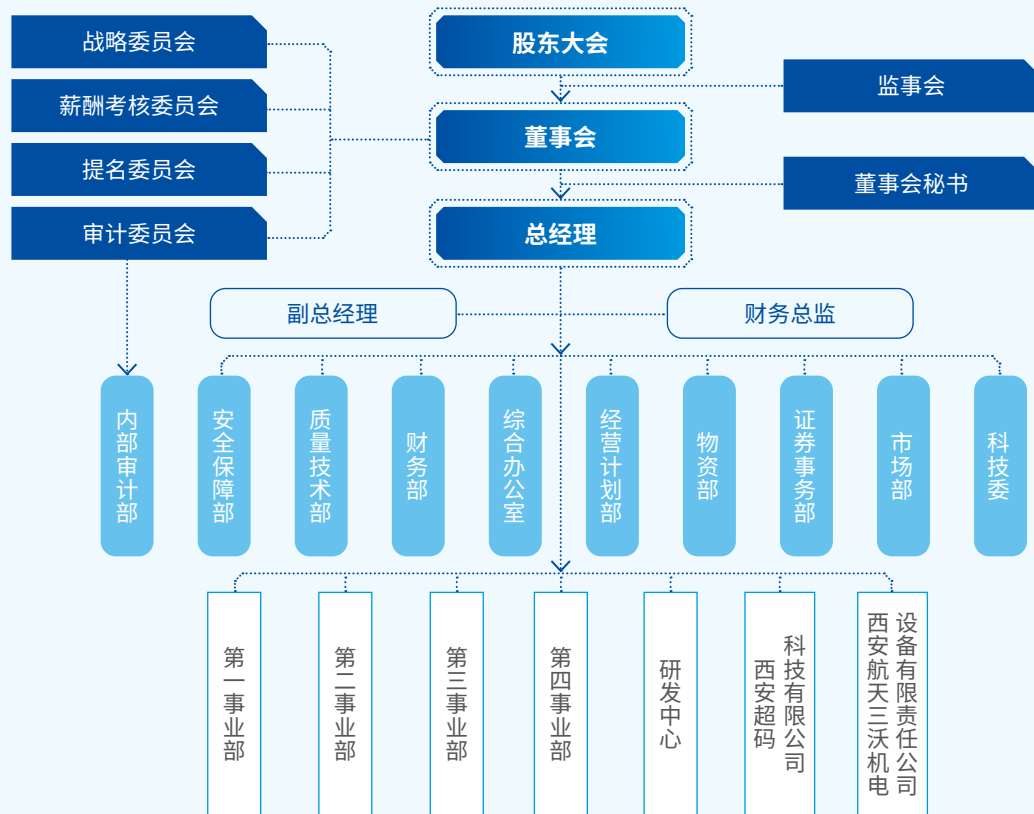 战略委员会
薪酬考核委员会
提名委员会
审计委员会
股东大会
董事会
总经理
监事会
董事会秘书
副总经理
财务总监
内部审计部
安全保障部
质量技术部
财务部
综合办公室
经营计划部
物资部
证券事务部
市场部
科技委
第一事业部
第二事业部
第三事业部
第四事业部
研发中心
西安超码
科技有限公司
西安航天三沃机电
设备有限责任公司